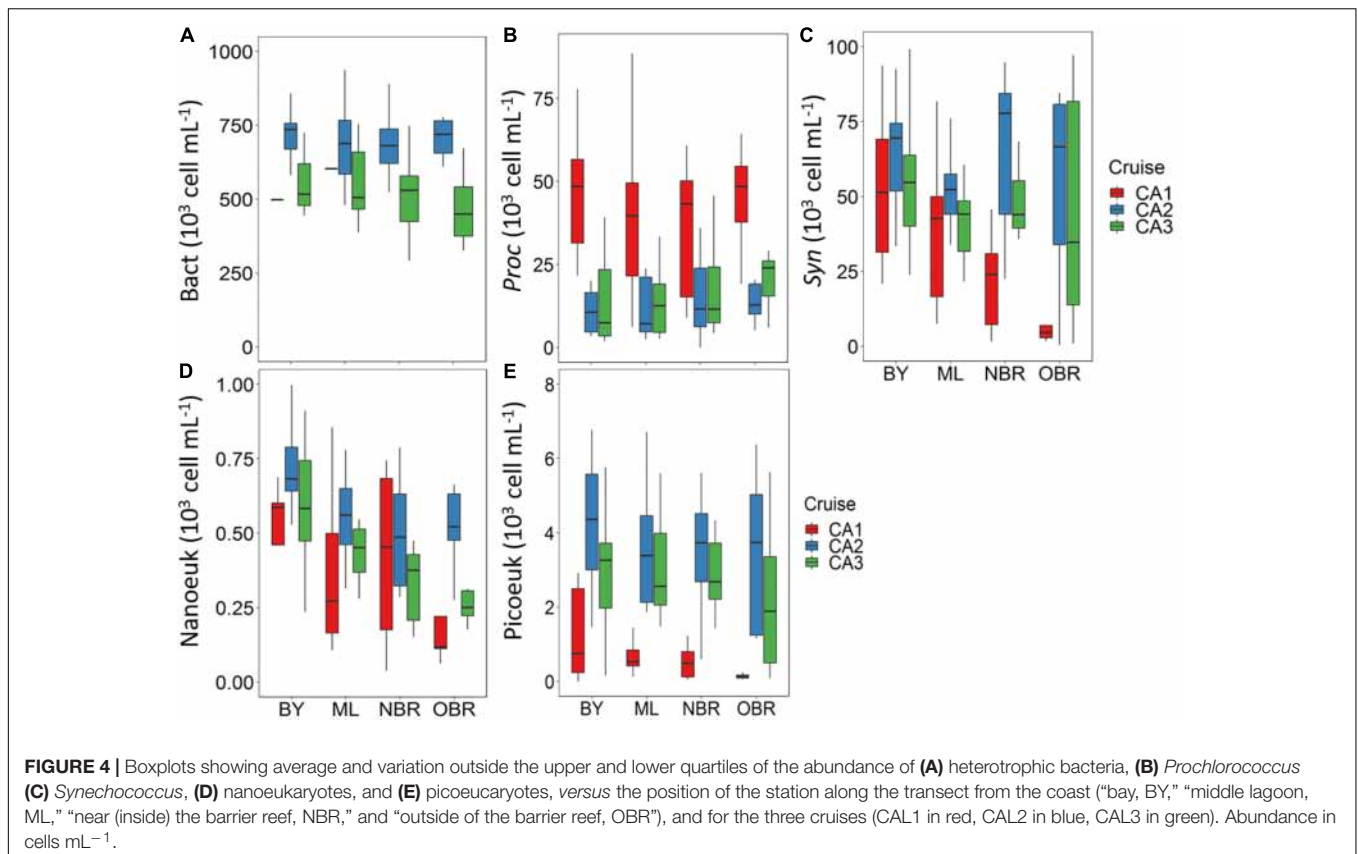 A
Bact (10³ cell mL⁻¹)
1000
750
500
250
0
B
Proc (10³ cell mL⁻¹)
75
50
25
0
C
Syn (10³ cell mL⁻¹)
100
75
50
25
0
BY ML NBR OBR
Cruise
CA1
CA2
CA3
D
Nanoeuk (10³ cell mL⁻¹)
1.00
0.75
0.50
0.25
0.00
BY ML NBR OBR
E
Picoeuk (10³ cell mL⁻¹)
8
6
4
2
0
BY ML NBR OBR
Cruise
CA1
CA2
CA3
FIGURE 4 | Boxplots showing average and variation outside the upper and lower quartiles of the abundance of (A) heterotrophic bacteria, (B) Prochlorococcus
(C) Synechococcus, (D) nanoeukaryotes, and (E) picoeucaryotes, versus the position of the station along the transect from the coast (“bay, BY,” “middle lagoon,
ML,” “near (inside) the barrier reef, NBR,” and “outside of the barrier reef, OBR”), and for the three cruises (CAL1 in red, CAL2 in blue, CAL3 in green). Abundance in
cells mL⁻¹.